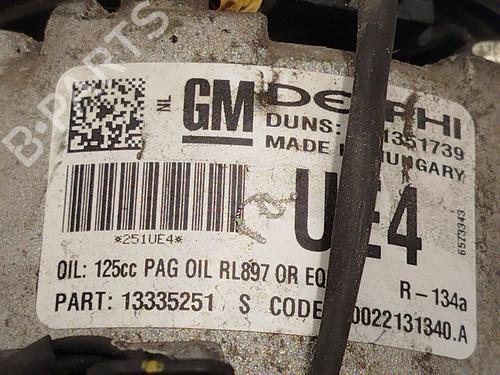 B-PARTS
NL GM DELPHI
DUNS: 1351739
MADE HUNGARY
*251UE4*
UE4
6573343
OIL: 125cc PAG OIL RL897 OR EQ
R-134a
PART: 13335251 S CODE 0022131340.A